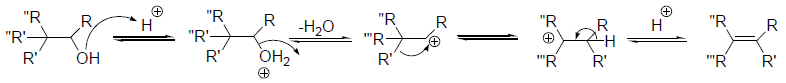 "R R H⊕ "R R -H2O "R "R R H⊕ "R R
"R' "R' '"R ⊕ ⊕ H
R' OH R' OH2 R' '"R R' '"R R'
⊕